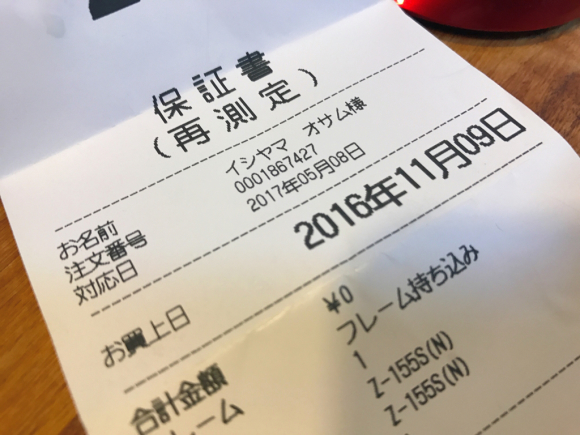 保証書
(再測定)
お名前 イシヤマ オサム様
注文番号 0001867427
対応日 2017年05月08日
お買上日 2016年11月09日
合計金額 ¥0
レーム フレーム持ち込み
1
Z-155S(N)
Z-155S(N)